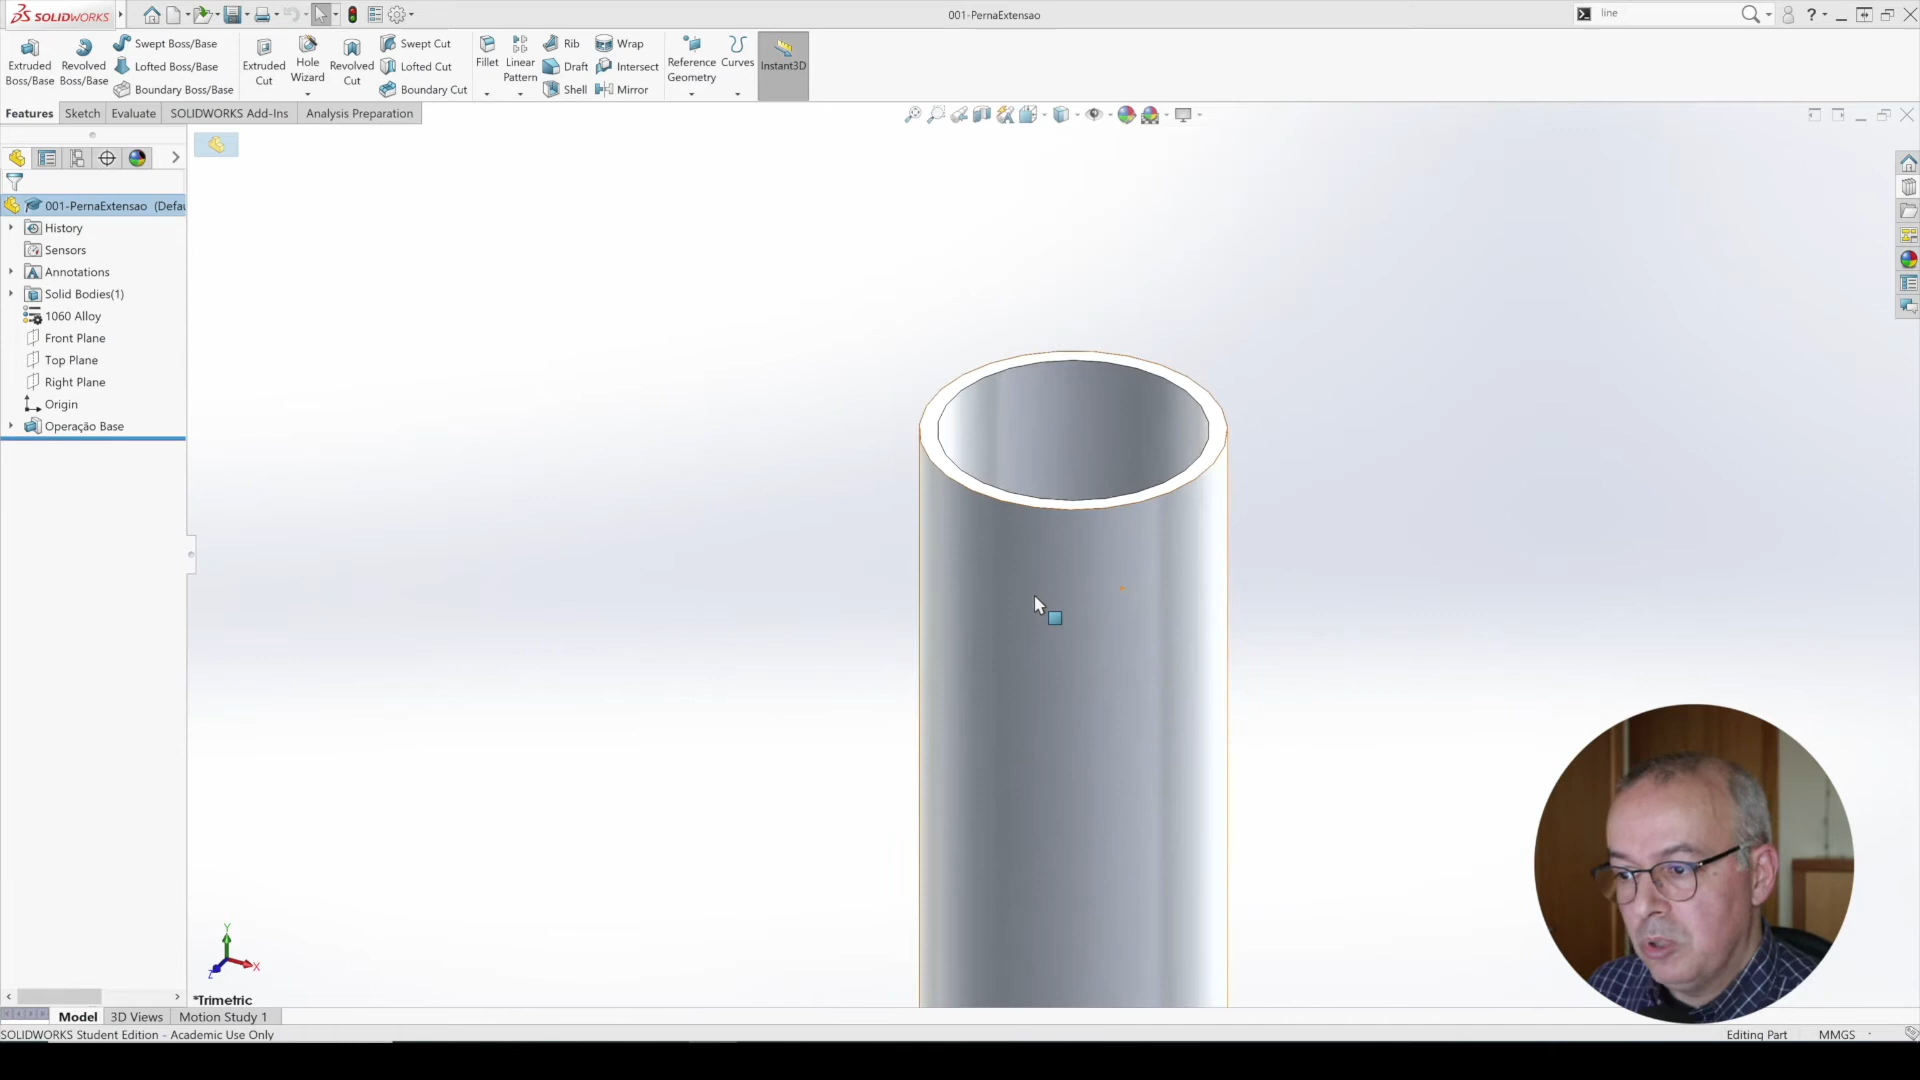 SOLIDWORKS
001-PernaExtensao
line
?
Extruded Boss/Base
Revolved Boss/Base
Swept Boss/Base
Lofted Boss/Base
Boundary Boss/Base
Extruded Cut
Hole Wizard
Revolved Cut
Swept Cut
Lofted Cut
Boundary Cut
Fillet
Linear Pattern
Rib
Draft
Shell
Wrap
Intersect
Mirror
Reference Geometry
Curves
Instant3D
Features
Sketch
Evaluate
SOLIDWORKS Add-Ins
Analysis Preparation
001-PernaExtensao (Defau
History
Sensors
Annotations
Solid Bodies(1)
1060 Alloy
Front Plane
Top Plane
Right Plane
Origin
Operação Base
Y
X
Z
*Trimetric
Model
3D Views
Motion Study 1
SOLIDWORKS Student Edition - Academic Use Only
Editing Part
MMGS